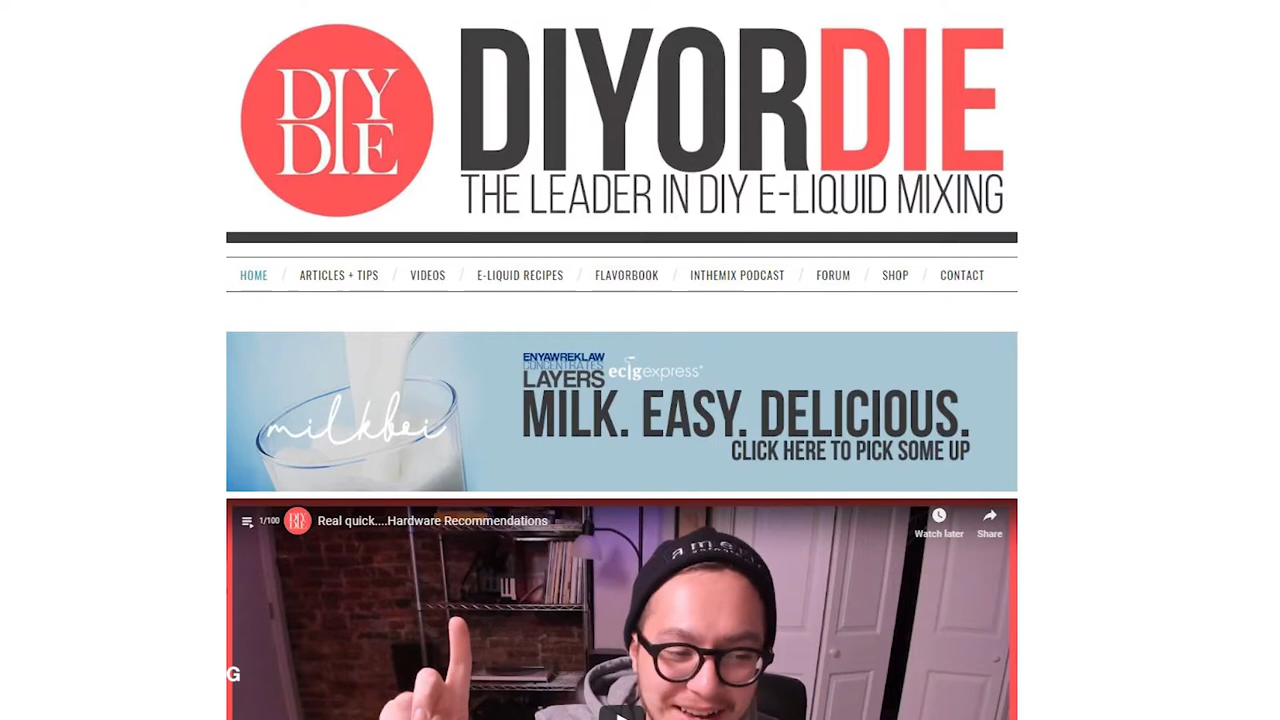 DIY
DIE
DIYORDIE
THE LEADER IN DIY E-LIQUID MIXING
HOME / ARTICLES + TIPS / VIDEOS / E-LIQUID RECIPES / FLAVORBOOK / INTHEMIX PODCAST / FORUM / SHOP / CONTACT
milkbei
ENYAWREKLAW
CONCENTRATES
LAYERS
ecigexpress
MILK. EASY. DELICIOUS.
CLICK HERE TO PICK SOME UP
1/100
DIY
DIE
Real quick....Hardware Recommendations
Watch later
Share
G